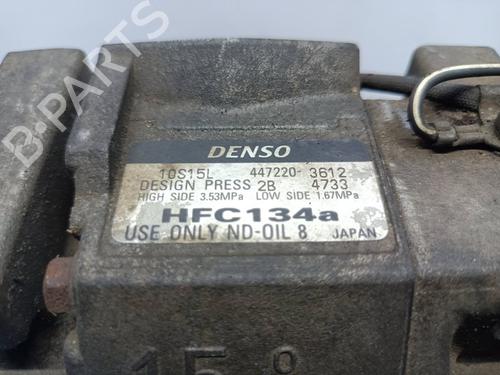 B-PARTS
DENSO
10S15L 447220-3612
DESIGN PRESS 2B 4733
HIGH SIDE 3.53MPa LOW SIDE 1.67MPa
HFC134a
USE ONLY ND-OIL 8 JAPAN
15°